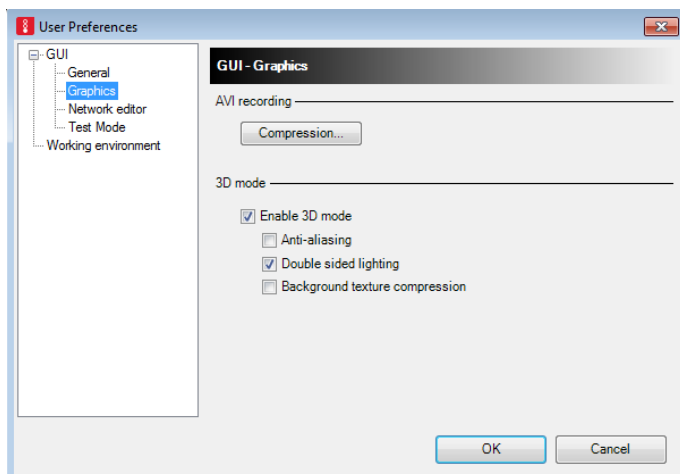 User Preferences
GUI
General
Graphics
Network editor
Test Mode
Working environment
GUI - Graphics
AVI recording
Compression...
3D mode
Enable 3D mode
Anti-aliasing
Double sided lighting
Background texture compression
OK
Cancel